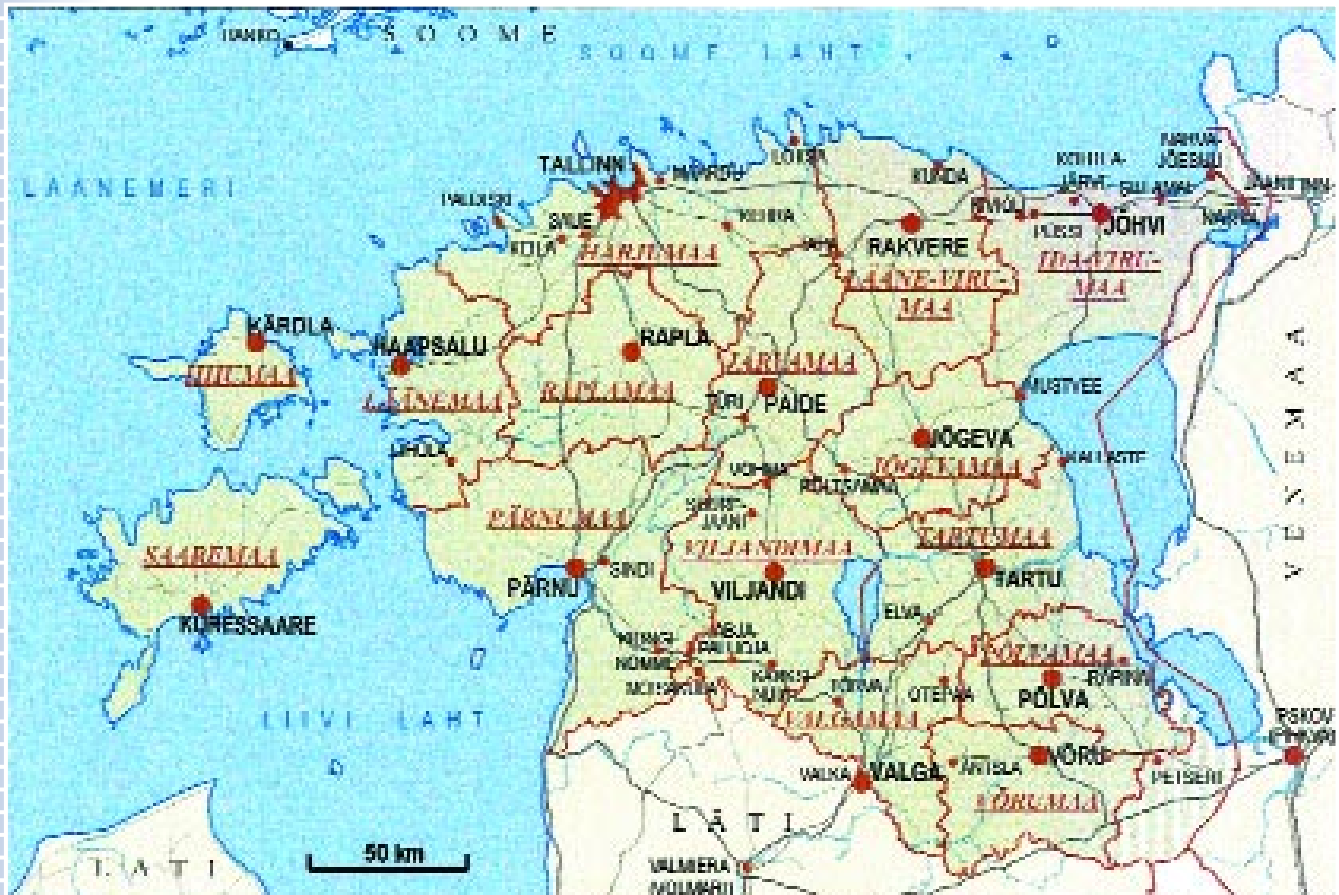 HANKO
SOOME
SOOME LAHT
LÄÄNEMERI
TALLINN
MAARDU
LOKSA
KUNDA
KOHTLA-
JÄRVE
SILLAMÄE
NARVA-
JÕESUU
NARVA
PALDISKI
SAUE
KEILA
KEHRA
HARJUMAA
RAKVERE
LÄÄNE-VIRU-
MAA
KIVIÕLI
PÜSSI
JÕHVI
IDA-VIRU-
MAA
KÄRDLA
HIIUMAA
HAAPSALU
LÄÄNEMAA
LIHULA
RAPLA
RAPLAMAA
JÄRVAMAA
TÜRI
PAIDE
MUSTVEE
JÕGEVA
JÕGEVAMAA
KALLASTE
VÕHMA
PÕLTSAMAA
SUURE-
JAANI
PÄRNUMAA
VILJANDIMAA
TARTUMAA
SAAREMAA
KURESSAARE
PÄRNU
SINDI
VILJANDI
TARTU
ELVA
KILINGI-
NÕMME
ABJA-
PALUOJA
MÕISAKÜLA
KARKSI-
NUIA
TÕRVA
OTEPÄÄ
PÕLVAMAA
RÄPINA
PÕLVA
VALGAMAA
LIIVI LAHT
VALKA
VALGA
ANTSLA
VÕRU
VÕRUMAA
PETSERI
VENEMAA
LÄTI
LÄTI
50 km
VALMIERA
(VOLMARI)